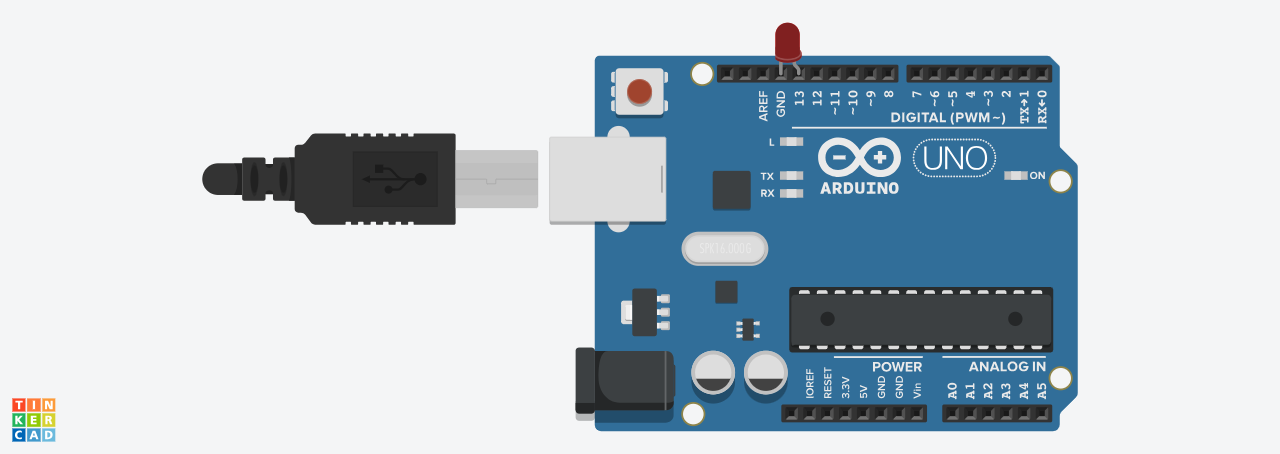 AREF
GND
13
12
~11
~10
~9
8
7
~6
~5
4
~3
2
TX→1
RX←0
DIGITAL (PWM ~)
L
TX
RX
ARDUINO
UNO
ON
SPK16.000G
POWER
ANALOG IN
IOREF
RESET
3.3V
5V
GND
GND
Vin
A0
A1
A2
A3
A4
A5
TIN
KER
CAD